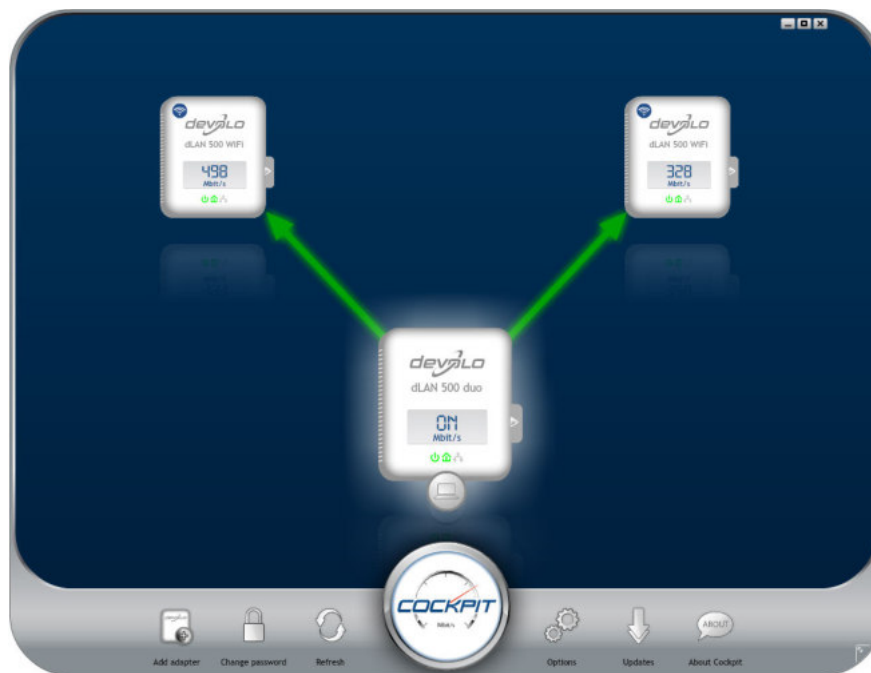 devolo
dLAN 500 WiFi
498
Mbit/s
devolo
dLAN 500 WiFi
328
Mbit/s
devolo
dLAN 500 duo
ON
Mbit/s
COCKPIT
Mbit/s
ABOUT
Add adapter
Change password
Refresh
Options
Updates
About Cockpit